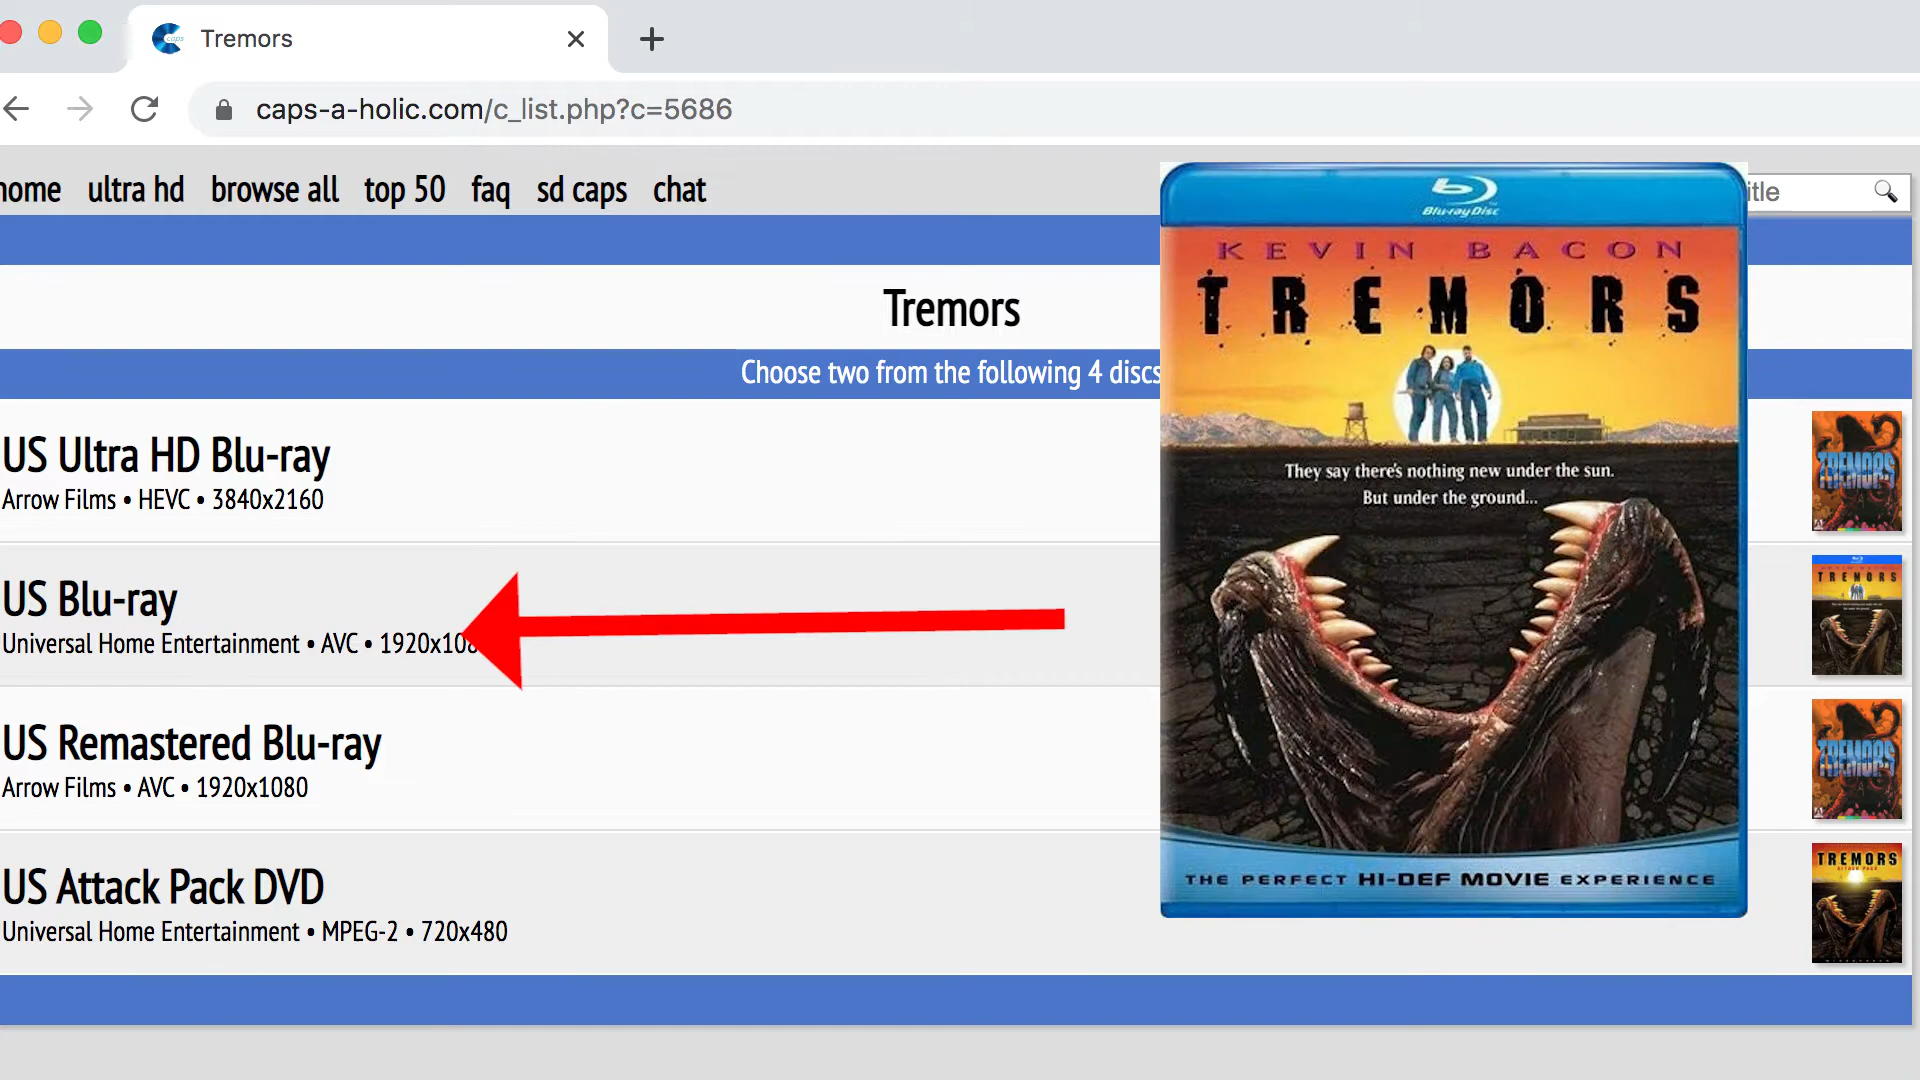 Tremors
caps-a-holic.com/c_list.php?c=5686
home ultra hd browse all top 50 faq sd caps chat
Tremors
Choose two from the following 4 discs
US Ultra HD Blu-ray
Arrow Films • HEVC • 3840x2160
US Blu-ray
Universal Home Entertainment • AVC • 1920x108
US Remastered Blu-ray
Arrow Films • AVC • 1920x1080
US Attack Pack DVD
Universal Home Entertainment • MPEG-2 • 720x480
Blu-ray Disc
KEVIN BACON
TREMORS
They say there's nothing new under the sun.
But under the ground...
THE PERFECT HI-DEF MOVIE EXPERIENCE
itle
TREMORS
TREMORS
TREMORS
TREMORS
ATTACK PACK